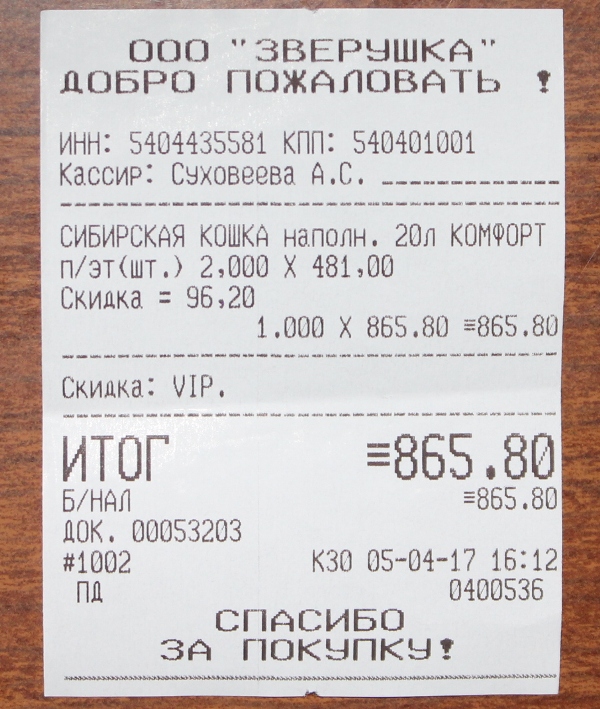 ООО "ЗВЕРУШКА"
ДОБРО ПОЖАЛОВАТЬ !
ИНН: 5404435581 КПП: 540401001
Кассир: Суховеева А.С.
СИБИРСКАЯ КОШКА наполн. 20л КОМФОРТ
п/эт(шт.) 2,000 X 481,00
Скидка = 96,20
1.000 X 865.80 ≡865.80
Скидка: VIP.
ИТОГ ≡865.80
Б/НАЛ ≡865.80
ДОК. 00053203
#1002 К30 05-04-17 16:12
ПД 0400536
СПАСИБО
ЗА ПОКУПКУ!